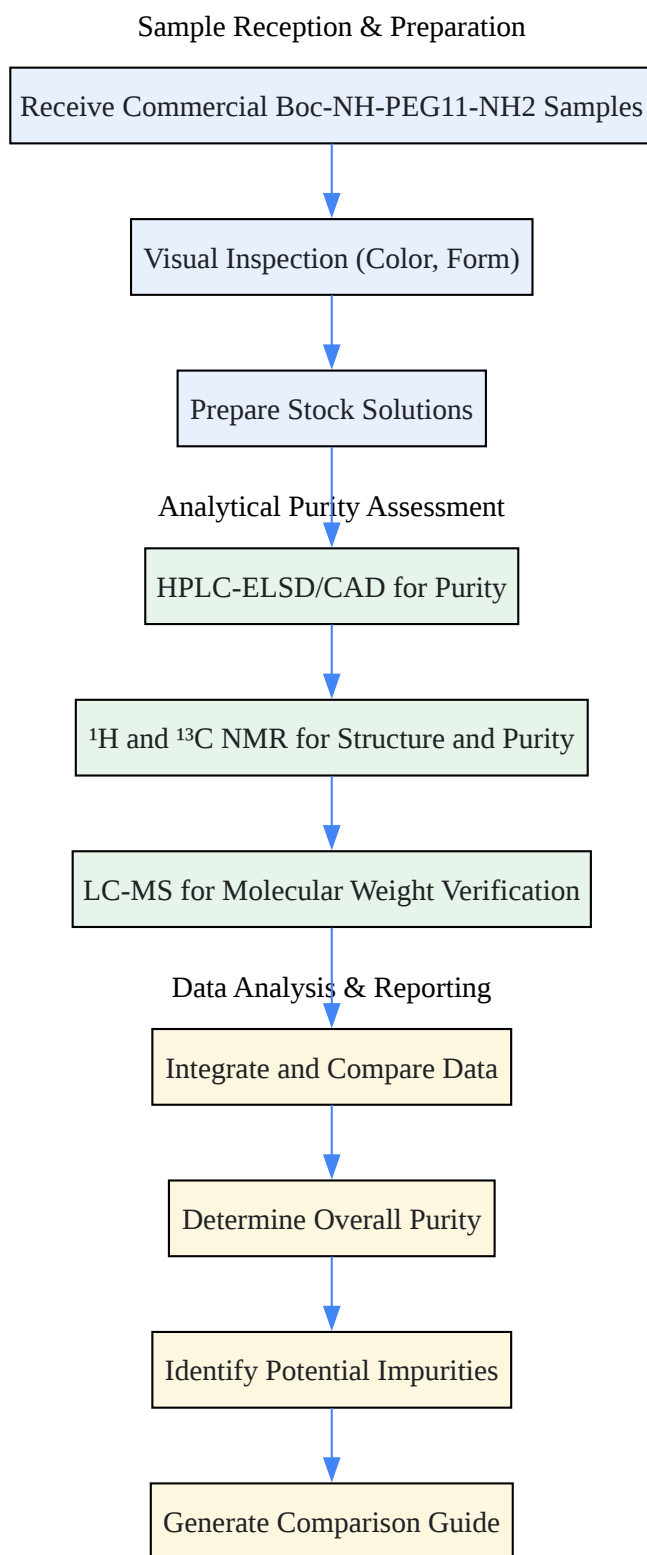 Sample Reception & Preparation
Receive Commercial Boc-NH-PEG11-NH2 Samples
Visual Inspection (Color, Form)
Prepare Stock Solutions
Analytical Purity Assessment
HPLC-ELSD/CAD for Purity
¹H and ¹³C NMR for Structure and Purity
LC-MS for Molecular Weight Verification
Data Analysis & Reporting
Integrate and Compare Data
Determine Overall Purity
Identify Potential Impurities
Generate Comparison Guide